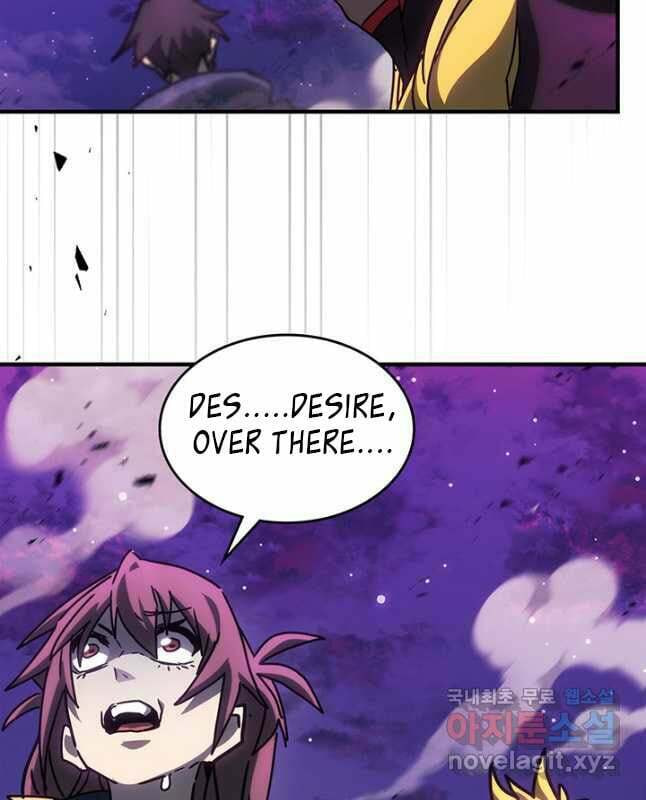 DES.....DESIRE,
OVER THERE....
국내최초 무료 웹소설
아지툰소설
novelagit.xyz